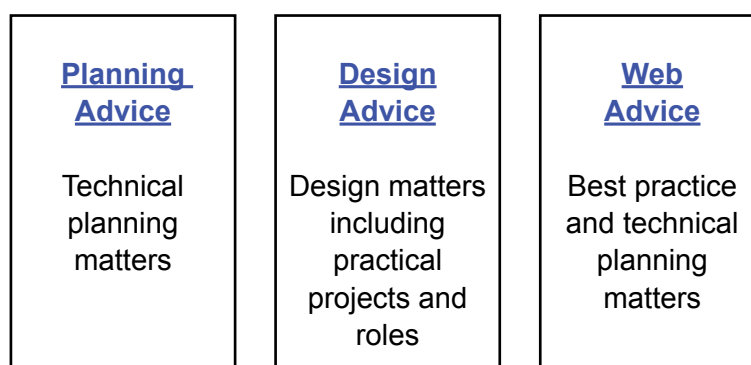 Planning
Advice
Technical
planning
matters
Design
Advice
Design matters
including
practical
projects and
roles
Web
Advice
Best practice
and technical
planning
matters